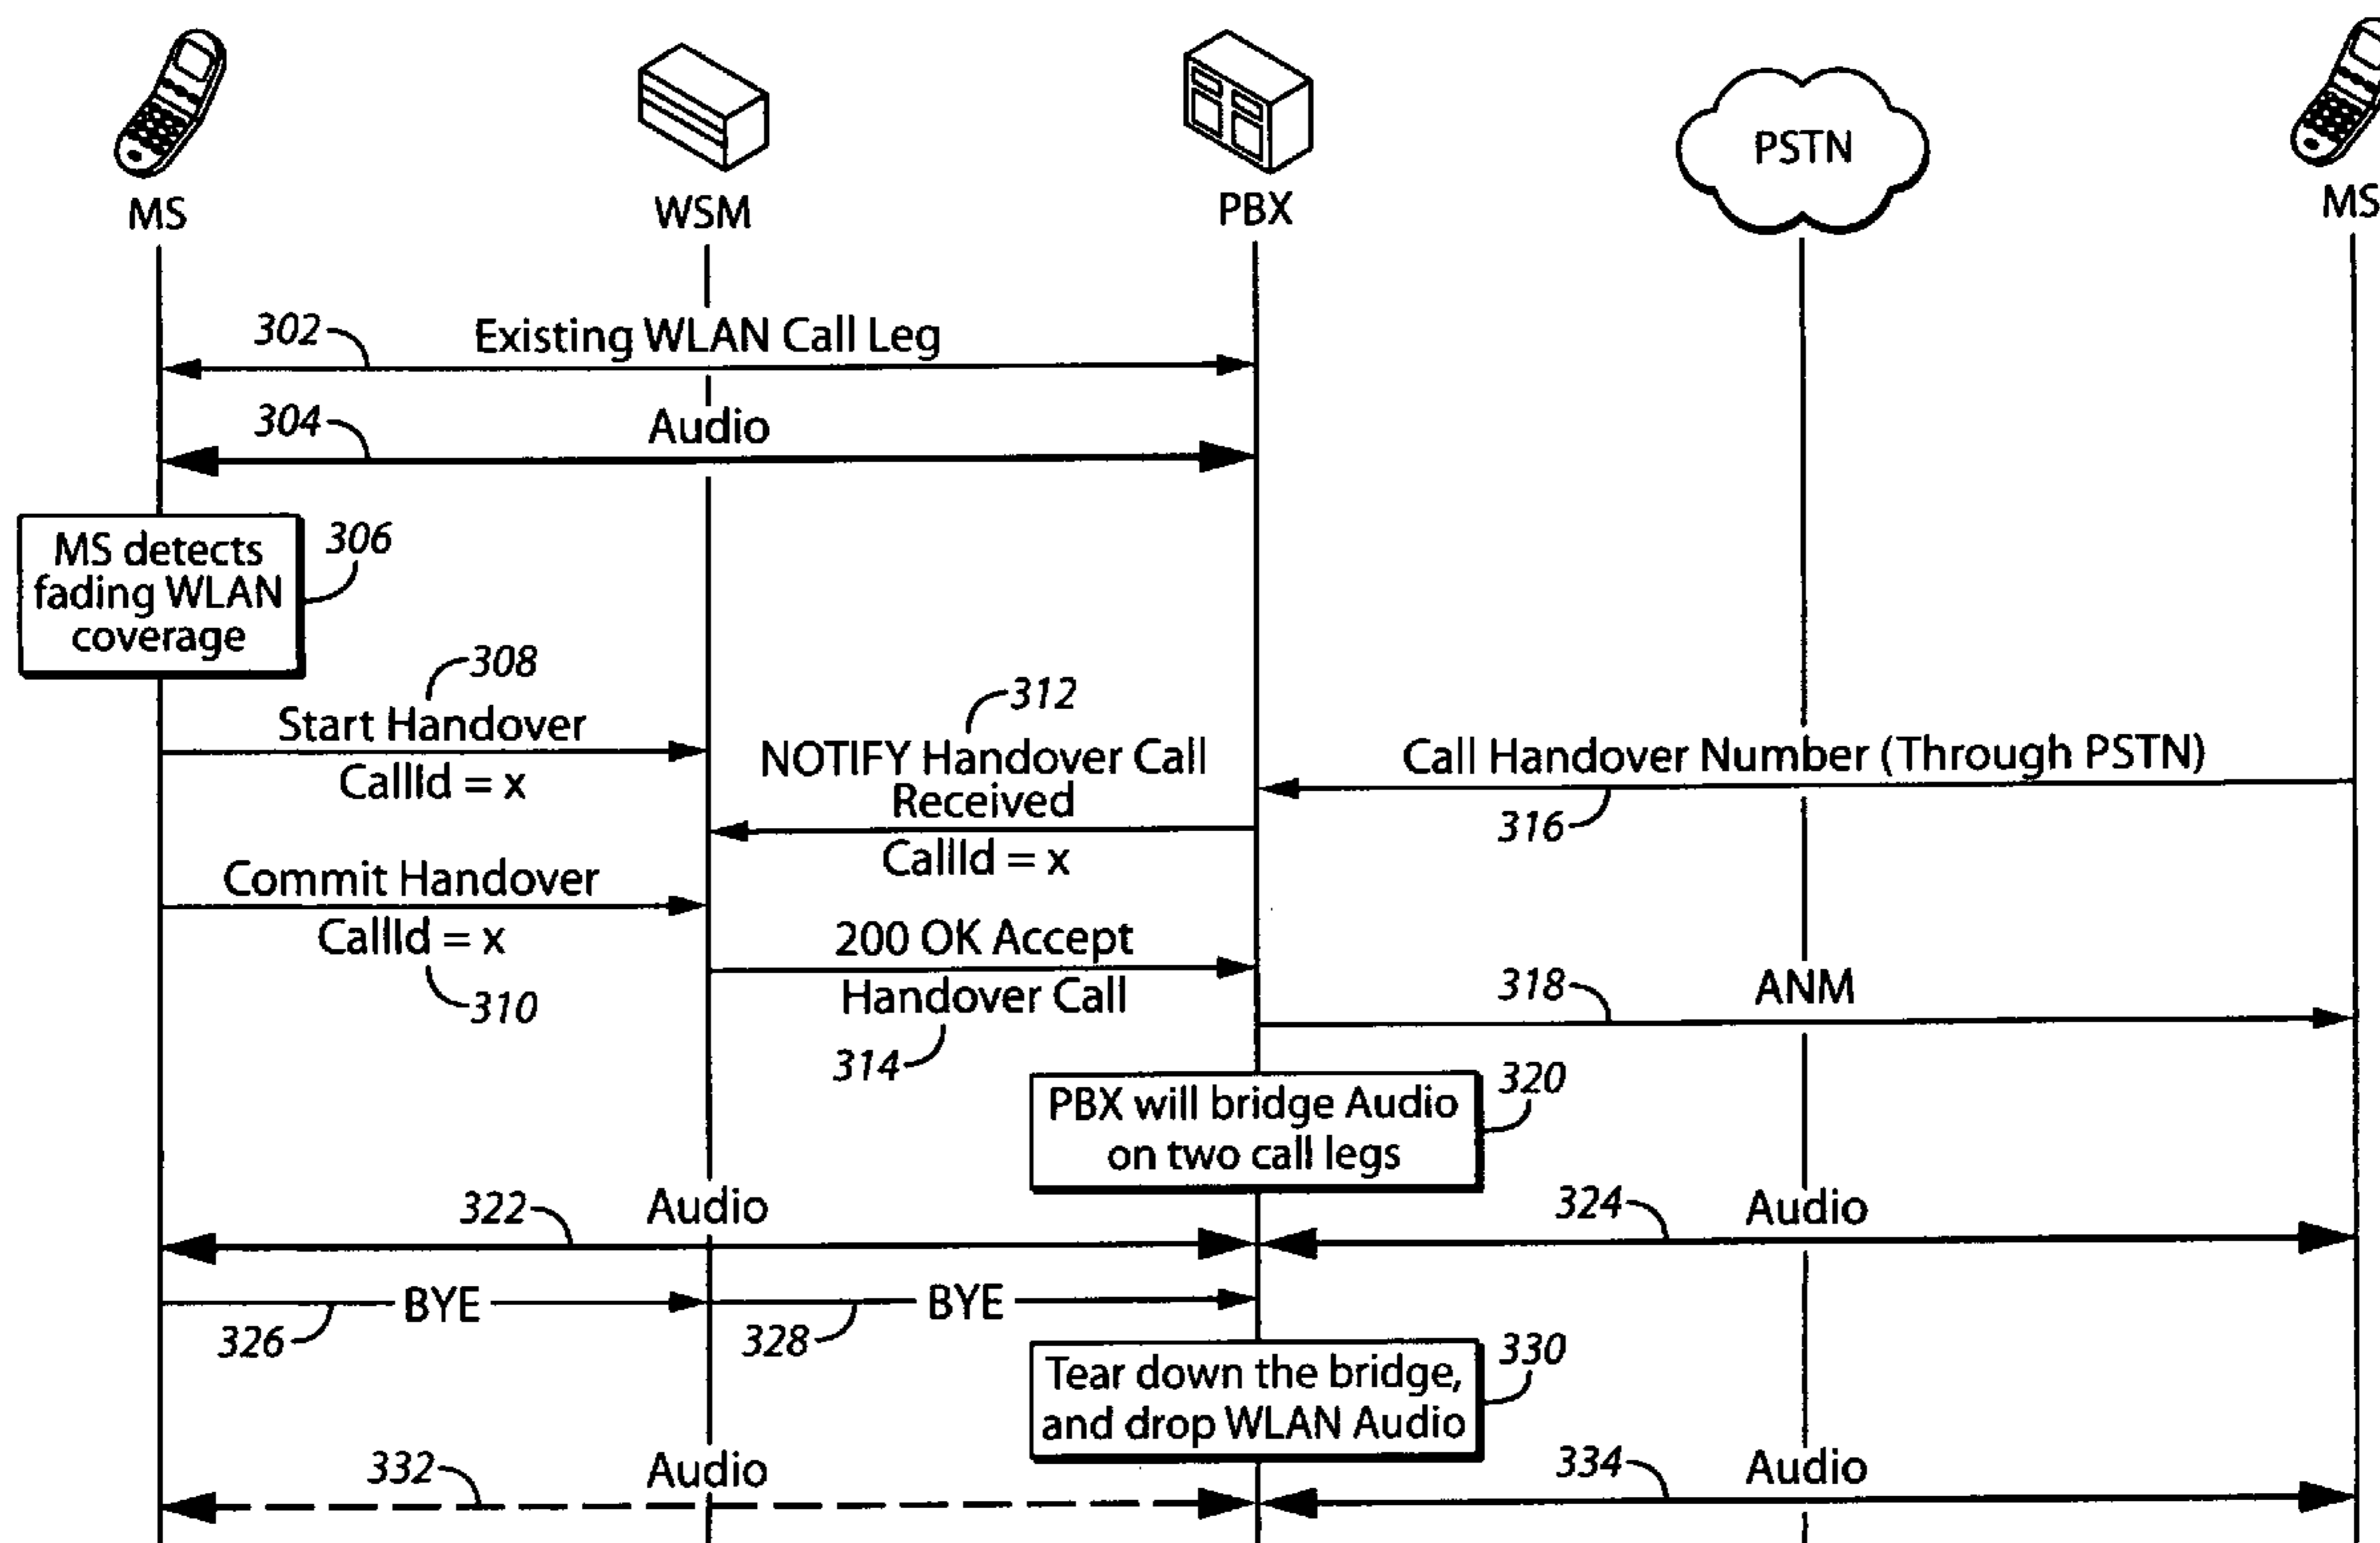 MS
WSM
PBX
PSTN
MS
302
Existing WLAN Call Leg
304
Audio
MS detects
fading WLAN
coverage
306
308
Start Handover
CallId = x
312
NOTIFY Handover Call
Received
CallId = x
Call Handover Number (Through PSTN)
316
Commit Handover
CallId = x
310
200 OK Accept
Handover Call
314
318
ANM
PBX will bridge Audio
on two call legs
320
322
Audio
324
Audio
326
BYE
328
BYE
Tear down the bridge,
and drop WLAN Audio
330
332
Audio
334
Audio